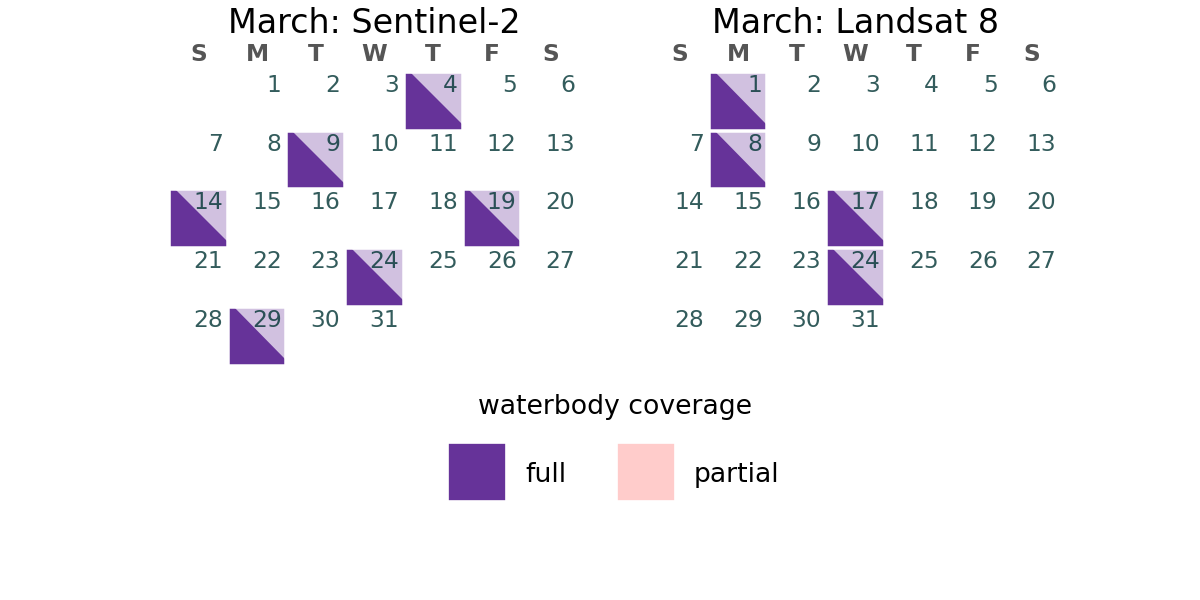 March: Sentinel-2
S M T W T F S
1 2 3 4 5 6
7 8 9 10 11 12 13
14 15 16 17 18 19 20
21 22 23 24 25 26 27
28 29 30 31
March: Landsat 8
S M T W T F S
1 2 3 4 5 6
7 8 9 10 11 12 13
14 15 16 17 18 19 20
21 22 23 24 25 26 27
28 29 30 31
waterbody coverage
full partial